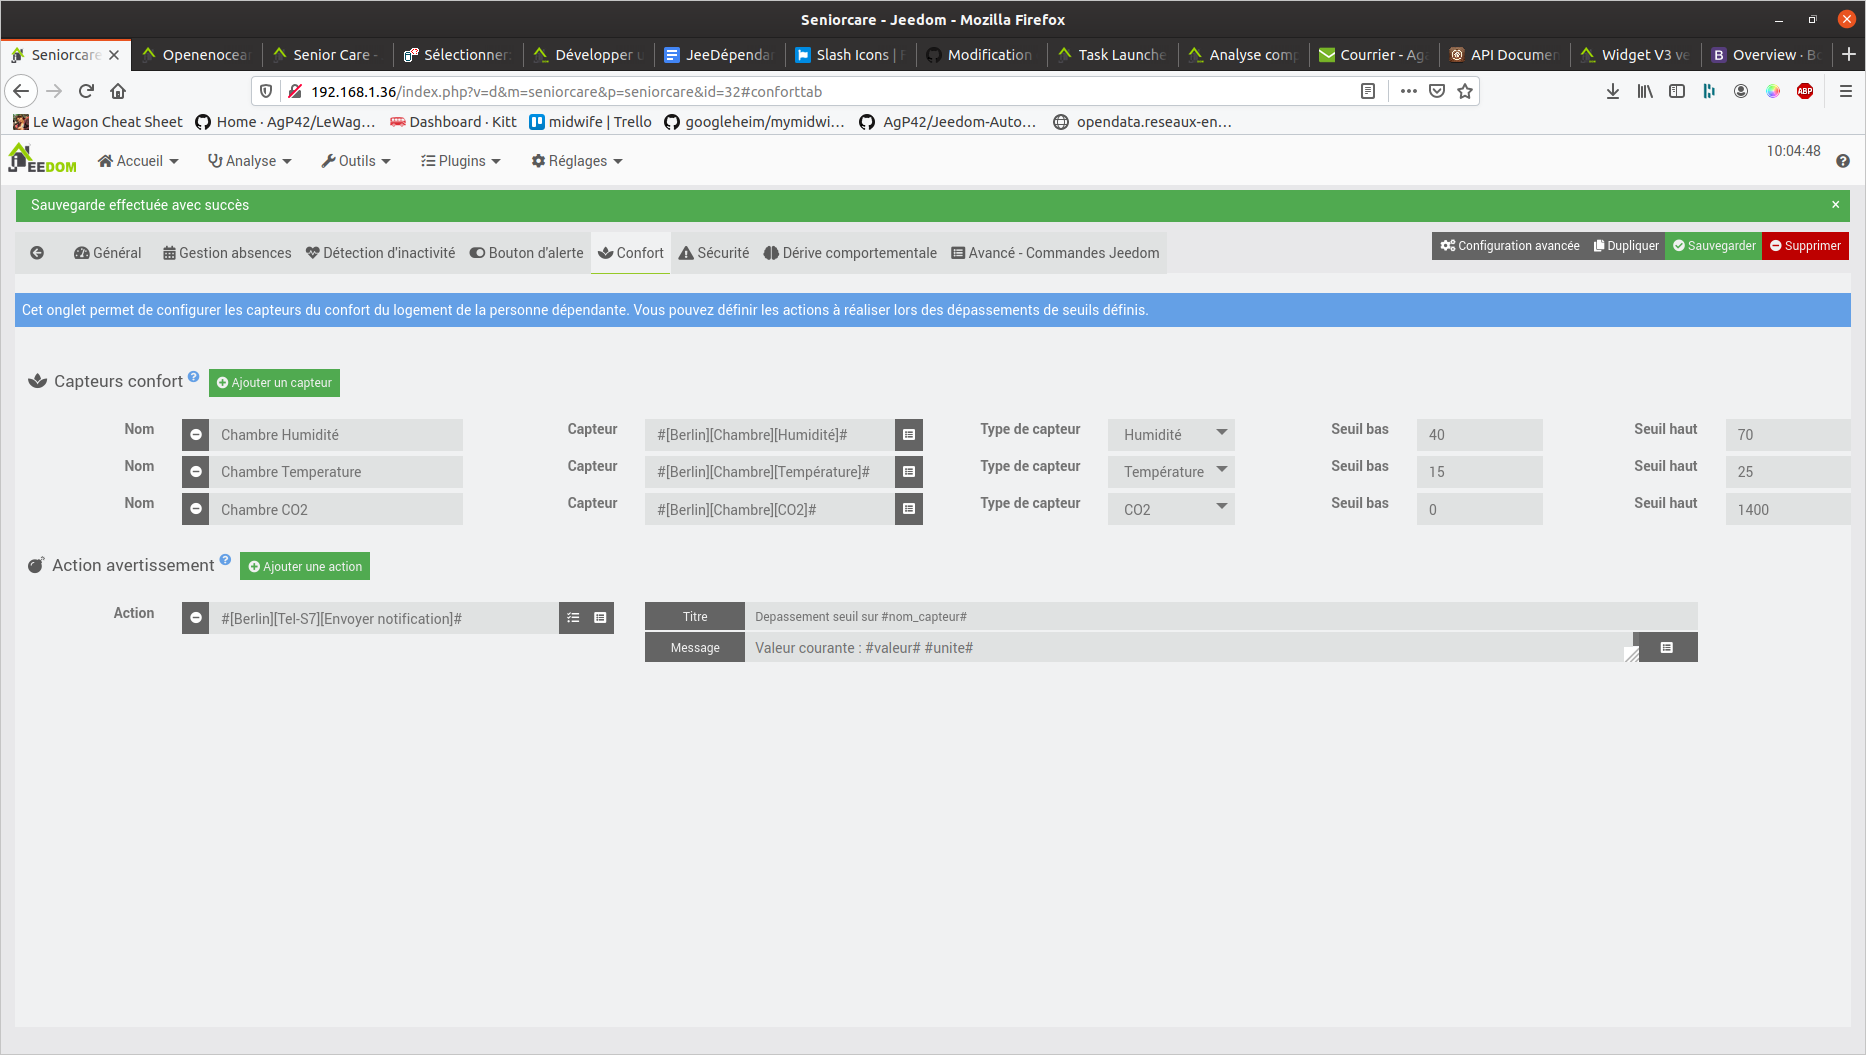 Seniorcare - Jeedom - Mozilla Firefox
Seniorcare Openenocean Senior Care - Sélectionner Développer u JeeDépendan Slash Icons | F Modification Task Launche Analyse comp Courrier - Aga API Documen Widget V3 ve Overview · Bo
192.168.1.36/index.php?v=d&m=seniorcare&p=seniorcare&id=32#conforttab
ABP
Le Wagon Cheat Sheet Home · AgP42/LeWag… Dashboard · Kitt midwife | Trello googleheim/mymidwi… AgP42/Jeedom-Auto… opendata.reseaux-en…
JEEDOM Accueil Analyse Outils Plugins Réglages 10:04:48
Sauvegarde effectuée avec succès ×
Général Gestion absences Détection d'inactivité Bouton d'alerte Confort Sécurité Dérive comportementale Avancé - Commandes Jeedom Configuration avancée Dupliquer Sauvegarder Supprimer
Cet onglet permet de configurer les capteurs du confort du logement de la personne dépendante. Vous pouvez définir les actions à réaliser lors des dépassements de seuils définis.
Capteurs confort ? Ajouter un capteur
Nom Chambre Humidité Capteur #[Berlin][Chambre][Humidité]# Type de capteur Humidité Seuil bas 40 Seuil haut 70
Nom Chambre Temperature Capteur #[Berlin][Chambre][Température]# Type de capteur Température Seuil bas 15 Seuil haut 25
Nom Chambre CO2 Capteur #[Berlin][Chambre][CO2]# Type de capteur CO2 Seuil bas 0 Seuil haut 1400
Action avertissement ? Ajouter une action
Action #[Berlin][Tel-S7][Envoyer notification]# Titre Depassement seuil sur #nom_capteur#
Message Valeur courante : #valeur# #unite#